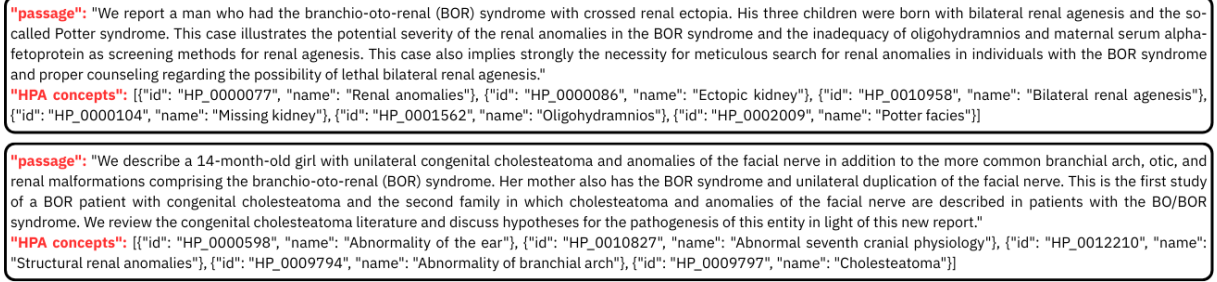 "passage": "We report a man who had the branchio-oto-renal (BOR) syndrome with crossed renal ectopia. His three children were born with bilateral renal agenesis and the so-
called Potter syndrome. This case illustrates the potential severity of the renal anomalies in the BOR syndrome and the inadequacy of oligohydramnios and maternal serum alpha-
fetoprotein as screening methods for renal agenesis. This case also implies strongly the necessity for meticulous search for renal anomalies in individuals with the BOR syndrome
and proper counseling regarding the possibility of lethal bilateral renal agenesis."
"HPA concepts": [{"id": "HP_0000077", "name": "Renal anomalies"}, {"id": "HP_0000086", "name": "Ectopic kidney"}, {"id": "HP_0010958", "name": "Bilateral renal agenesis"},
{"id": "HP_0000104", "name": "Missing kidney"}, {"id": "HP_0001562", "name": "Oligohydramnios"}, {"id": "HP_0002009", "name": "Potter facies"}]
"passage": "We describe a 14-month-old girl with unilateral congenital cholesteatoma and anomalies of the facial nerve in addition to the more common branchial arch, otic, and
renal malformations comprising the branchio-oto-renal (BOR) syndrome. Her mother also has the BOR syndrome and unilateral duplication of the facial nerve. This is the first study
of a BOR patient with congenital cholesteatoma and the second family in which cholesteatoma and anomalies of the facial nerve are described in patients with the BO/BOR
syndrome. We review the congenital cholesteatoma literature and discuss hypotheses for the pathogenesis of this entity in light of this new report."
"HPA concepts": [{"id": "HP_0000598", "name": "Abnormality of the ear"}, {"id": "HP_0010827", "name": "Abnormal seventh cranial physiology"}, {"id": "HP_0012210", "name":
"Structural renal anomalies"}, {"id": "HP_0009794", "name": "Abnormality of branchial arch"}, {"id": "HP_0009797", "name": "Cholesteatoma"}]